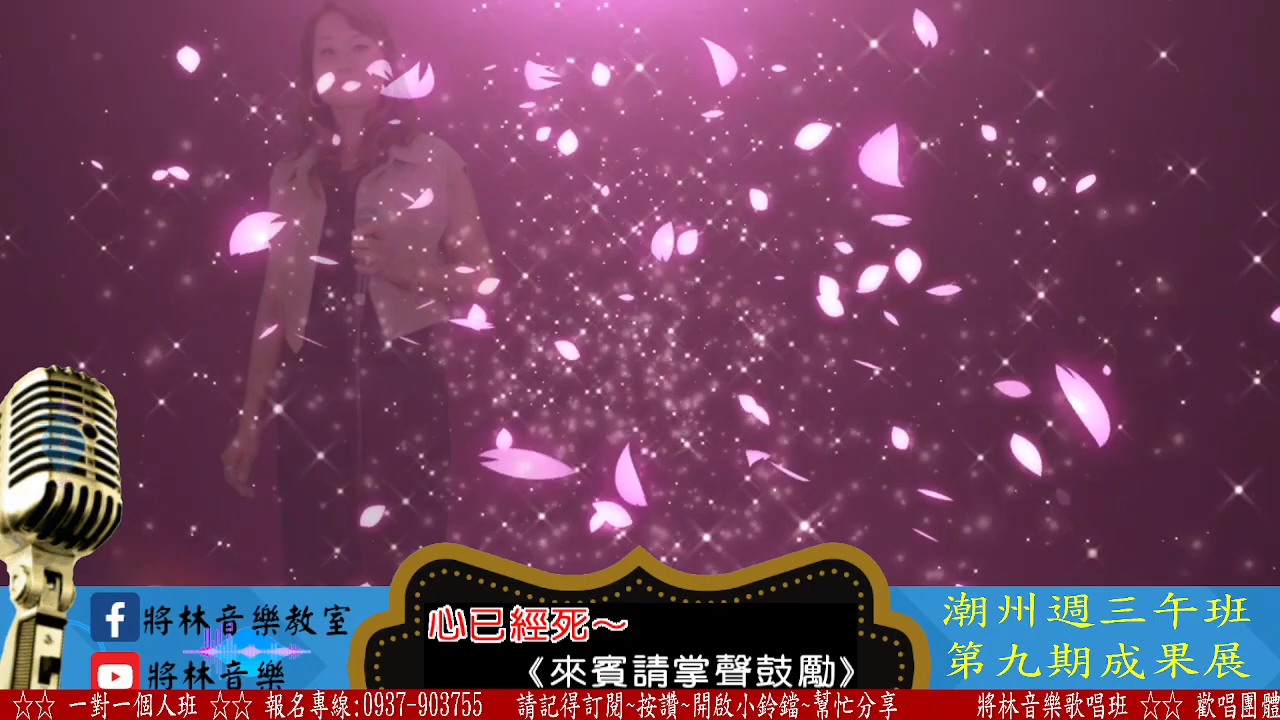 心已經死～
《來賓請掌聲鼓勵》
將林音樂教室
將林音樂
潮州週三午班
第九期成果展
☆☆ 一對一個人班 ☆☆ 報名專線:0937-903755 請記得訂閱~按讚~開啟小鈴鐺~幫忙分享 將林音樂歌唱班 ☆☆ 歡唱團體